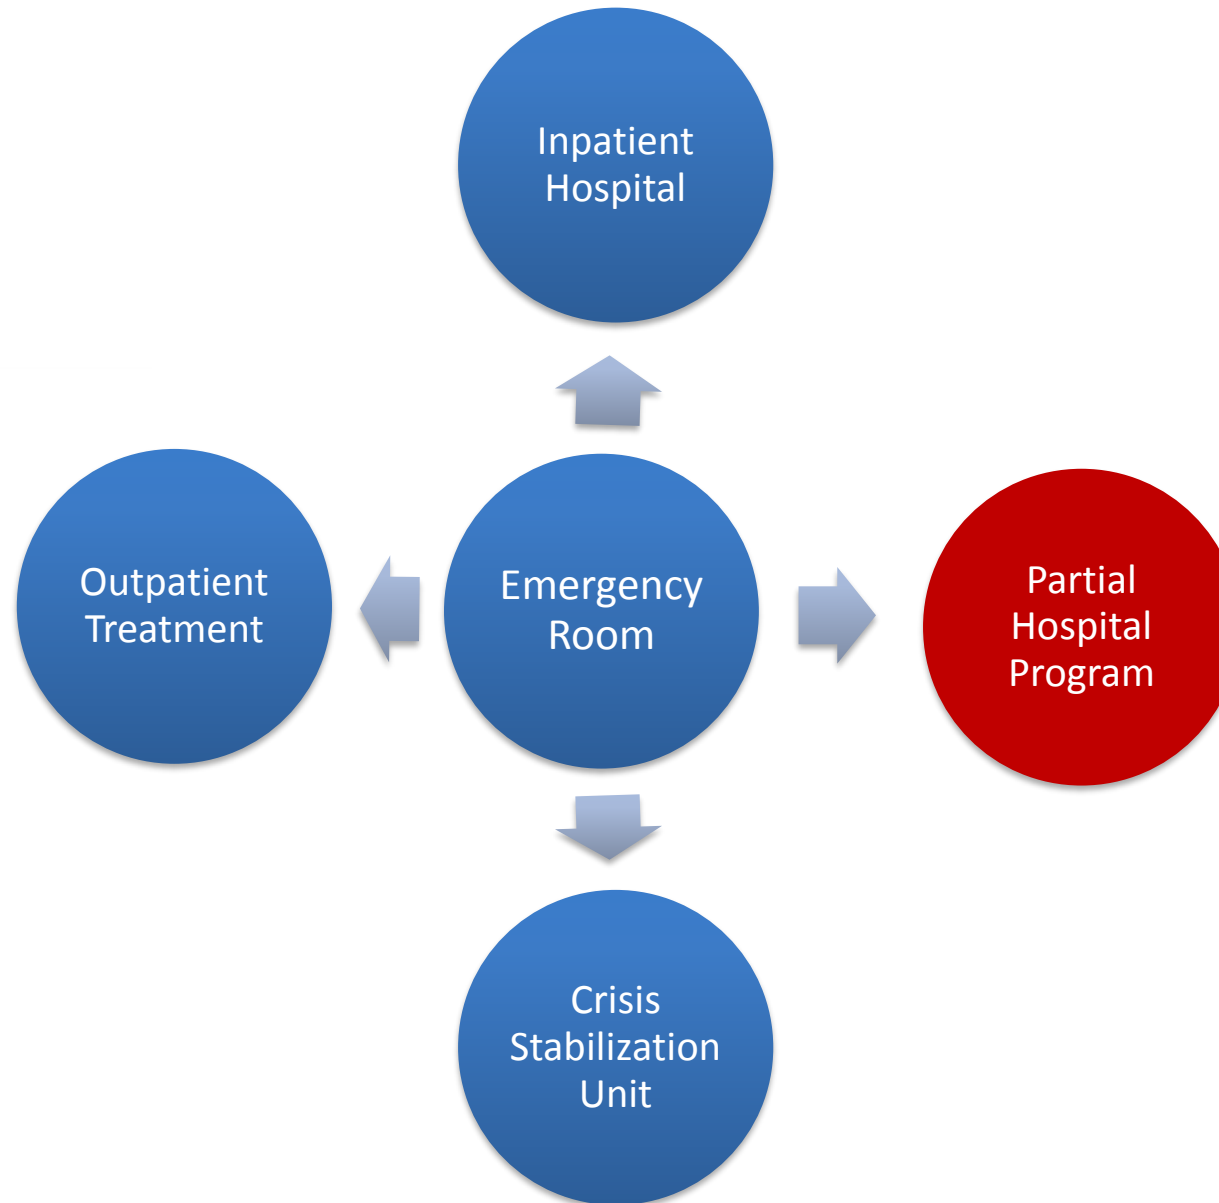 Inpatient
Hospital
Outpatient
Treatment
Emergency
Room
Partial
Hospital
Program
Crisis
Stabilization
Unit